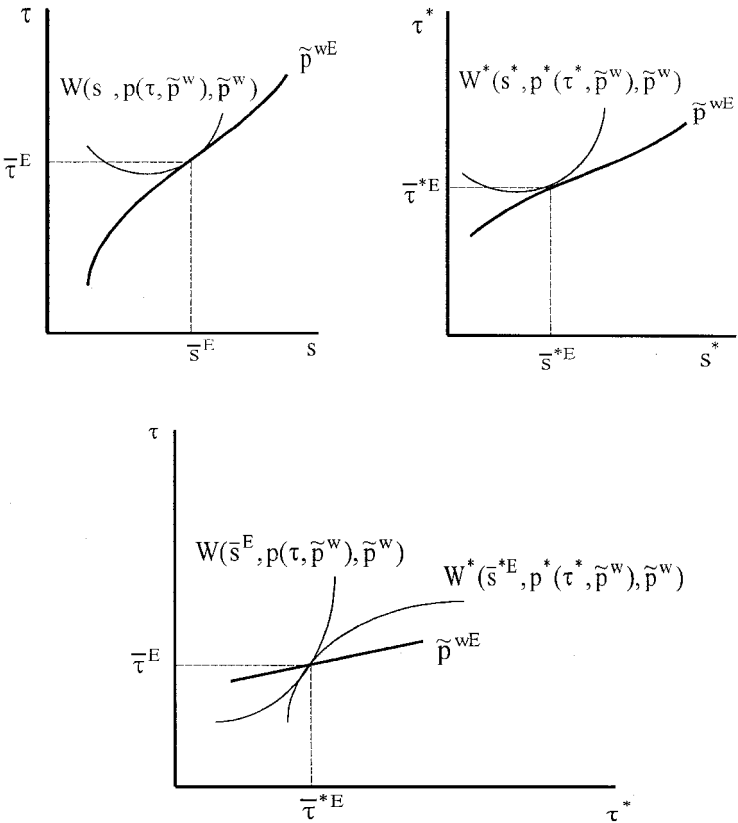 τ
p̃ʷᴱ
W(s , p(τ, p̃ʷ), p̃ʷ)
τ̄ᴱ
s̄ᴱ
s
τ*
W*(s*, p*(τ*, p̃ʷ), p̃ʷ)
p̃ʷᴱ
τ̄*ᴱ
s̄*ᴱ
s*
τ
W(s̄ᴱ, p(τ, p̃ʷ), p̃ʷ)
W*(s̄*ᴱ, p*(τ*, p̃ʷ), p̃ʷ)
τ̄ᴱ
p̃ʷᴱ
τ̄*ᴱ
τ*